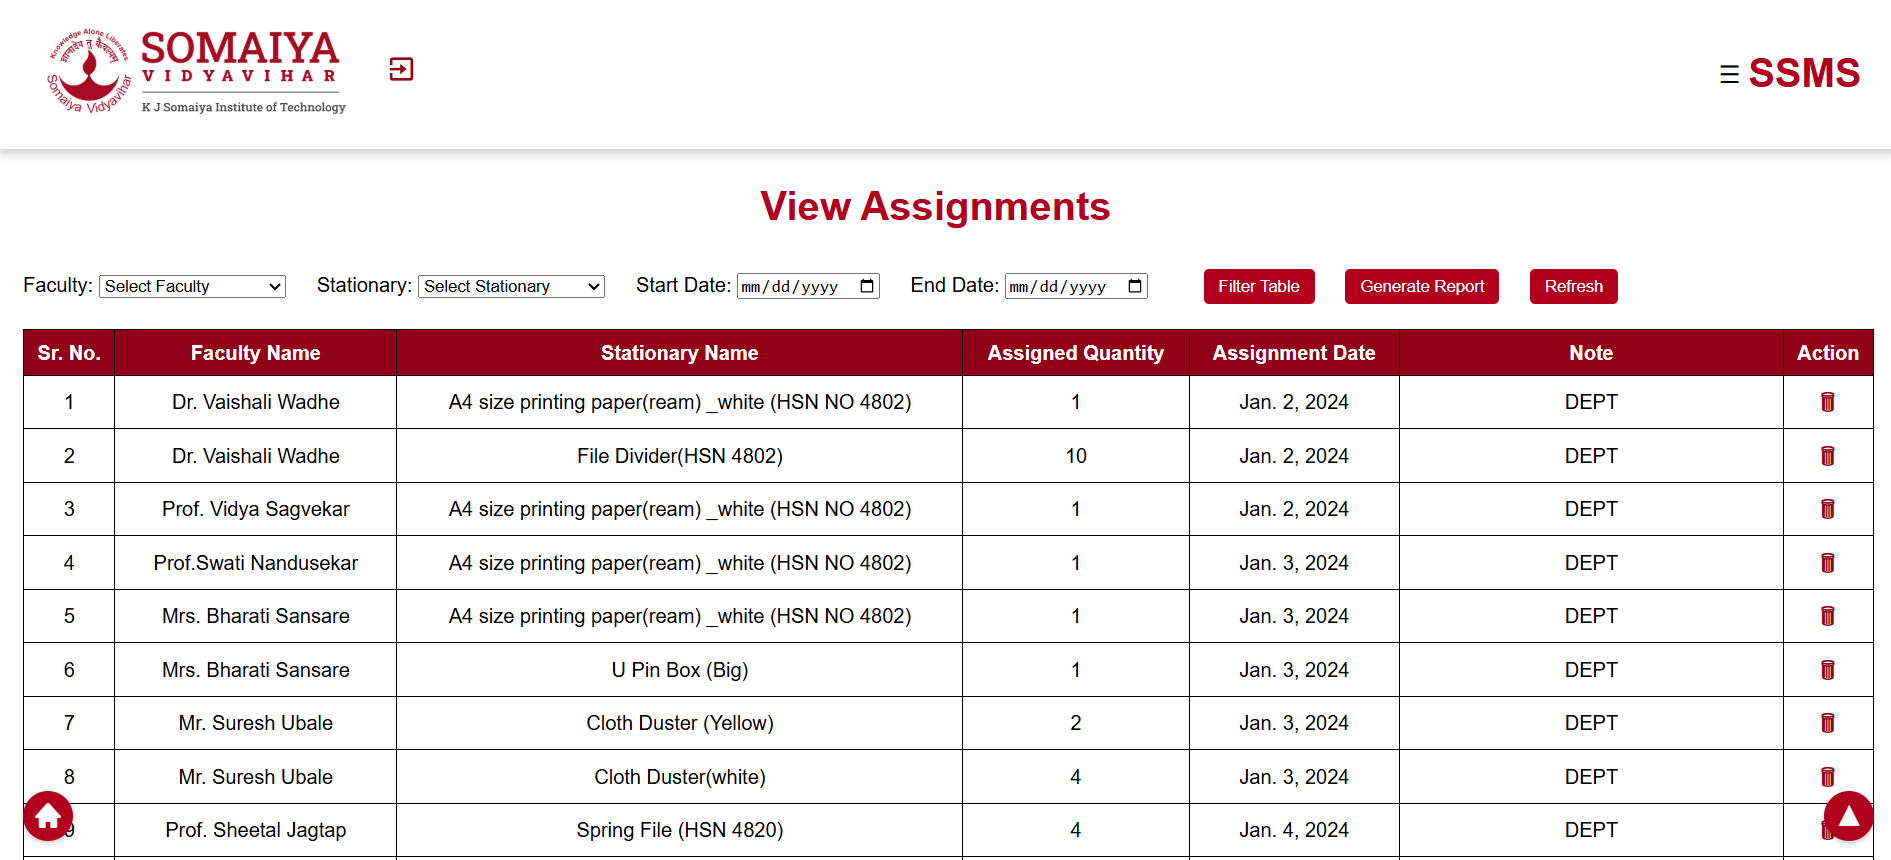 Knowledge Alone Liberates
ज्ञानादेव तु कैवल्यम्
Somaiya Vidyavihar
SOMAIYA
VIDYAVIHAR
K J Somaiya Institute of Technology
☰ SSMS
View Assignments
Faculty: Select Faculty Stationary: Select Stationary Start Date: mm/dd/yyyy End Date: mm/dd/yyyy Filter Table Generate Report Refresh
Sr. No. Faculty Name Stationary Name Assigned Quantity Assignment Date Note Action
1 Dr. Vaishali Wadhe A4 size printing paper(ream) _white (HSN NO 4802) 1 Jan. 2, 2024 DEPT
2 Dr. Vaishali Wadhe File Divider(HSN 4802) 10 Jan. 2, 2024 DEPT
3 Prof. Vidya Sagvekar A4 size printing paper(ream) _white (HSN NO 4802) 1 Jan. 2, 2024 DEPT
4 Prof.Swati Nandusekar A4 size printing paper(ream) _white (HSN NO 4802) 1 Jan. 3, 2024 DEPT
5 Mrs. Bharati Sansare A4 size printing paper(ream) _white (HSN NO 4802) 1 Jan. 3, 2024 DEPT
6 Mrs. Bharati Sansare U Pin Box (Big) 1 Jan. 3, 2024 DEPT
7 Mr. Suresh Ubale Cloth Duster (Yellow) 2 Jan. 3, 2024 DEPT
8 Mr. Suresh Ubale Cloth Duster(white) 4 Jan. 3, 2024 DEPT
9 Prof. Sheetal Jagtap Spring File (HSN 4820) 4 Jan. 4, 2024 DEPT